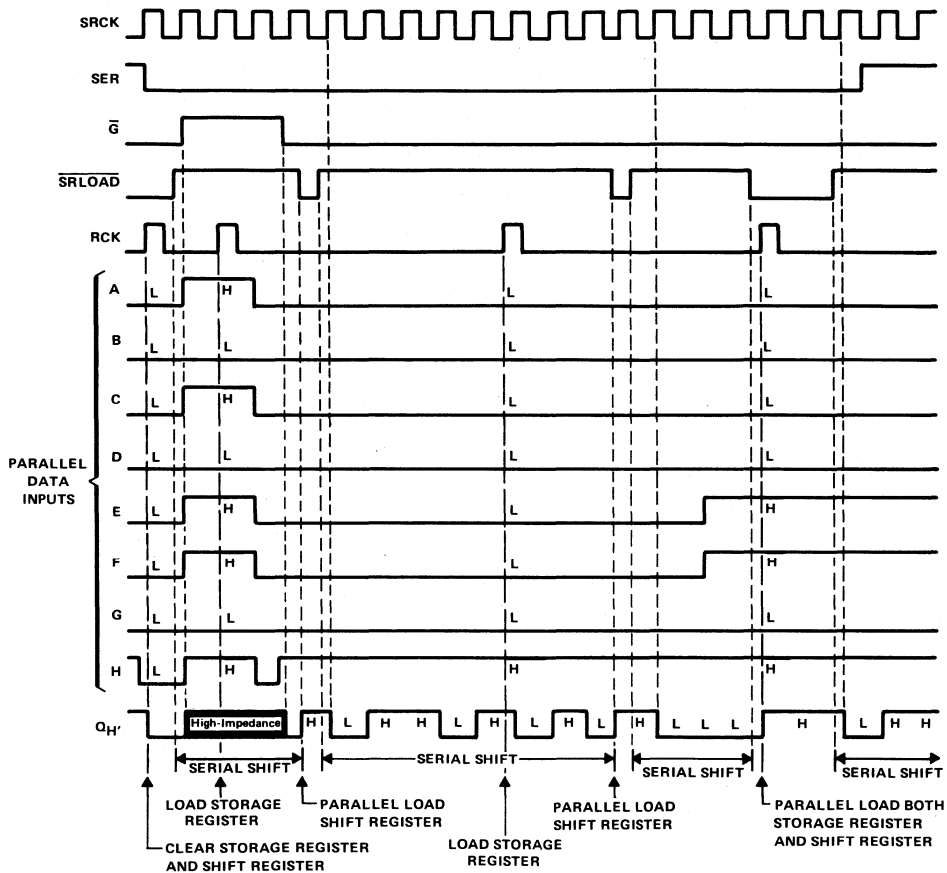 SRCK
SER
G
SRLOAD
RCK
A L H L L
B L L L L
C L H L L
D L L L L
PARALLEL
DATA
INPUTS
E L H L H
F L H L H
G L L L L
H L H H H
QH' High-Impedance H L H H L H L H L H L L L H L H H
SERIAL SHIFT SERIAL SHIFT SERIAL SHIFT SERIAL SHIFT
LOAD STORAGE
REGISTER
PARALLEL LOAD
SHIFT REGISTER
LOAD STORAGE
REGISTER
PARALLEL LOAD
SHIFT REGISTER
PARALLEL LOAD BOTH
STORAGE REGISTER
AND SHIFT REGISTER
CLEAR STORAGE REGISTER
AND SHIFT REGISTER